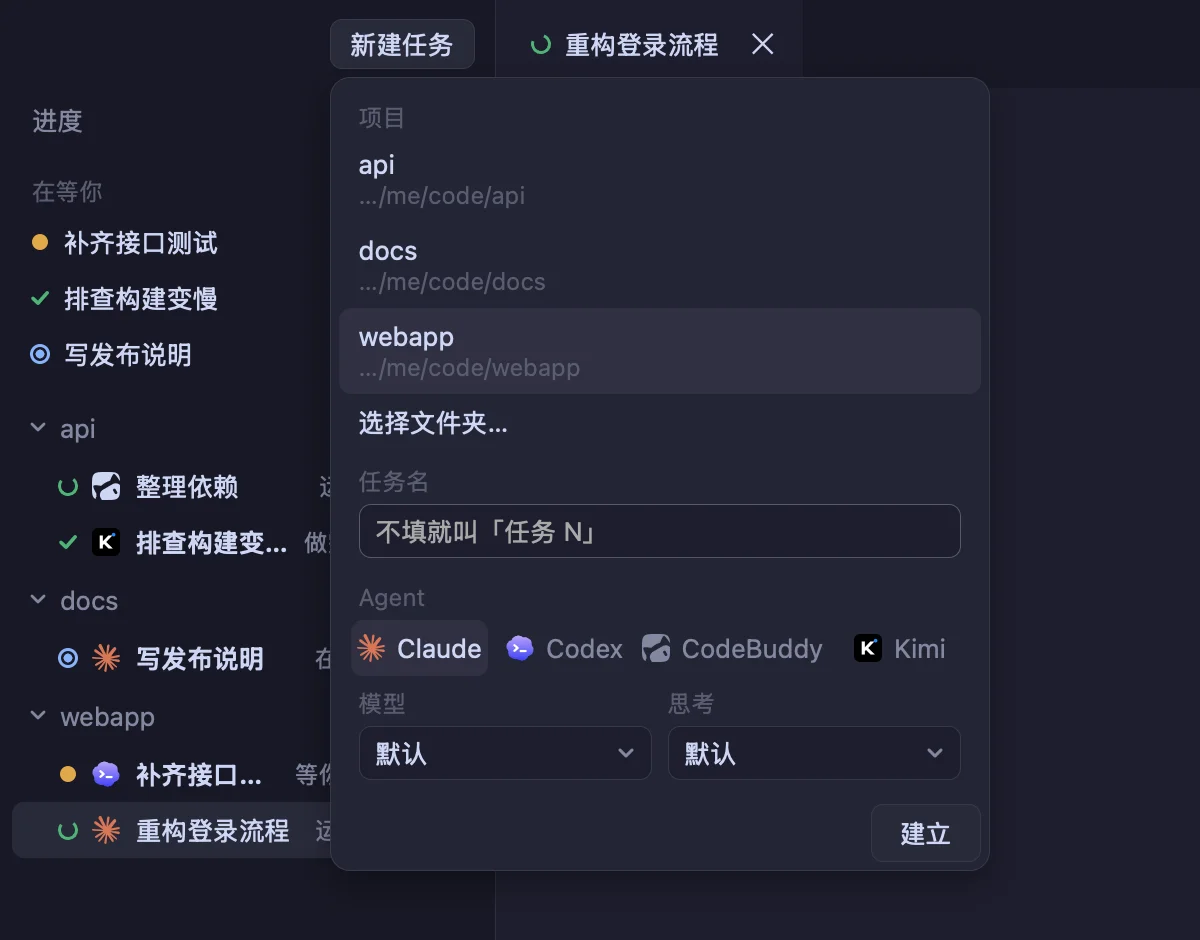 新建任务
重构登录流程
进度
在等你
补齐接口测试
排查构建变慢
写发布说明
api
整理依赖
排查构建变...
做
docs
写发布说明
在
webapp
补齐接口...
等你
重构登录流程
运
项目
api
.../me/code/api
docs
.../me/code/docs
webapp
.../me/code/webapp
选择文件夹...
任务名
不填就叫「任务 N」
Agent
Claude
Codex
CodeBuddy
Kimi
模型
思考
默认
默认
建立